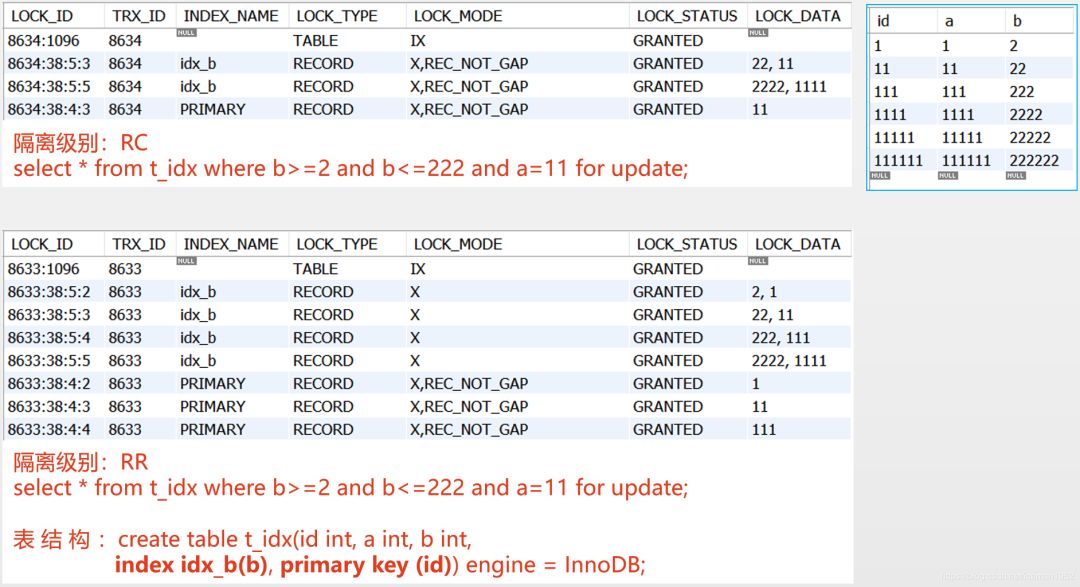 LOCK_ID TRX_ID INDEX_NAME LOCK_TYPE LOCK_MODE LOCK_STATUS LOCK_DATA
8634:1096 8634 NULL TABLE IX GRANTED NULL
8634:38:5:3 8634 idx_b RECORD X,REC_NOT_GAP GRANTED 22, 11
8634:38:5:5 8634 idx_b RECORD X,REC_NOT_GAP GRANTED 2222, 1111
8634:38:4:3 8634 PRIMARY RECORD X,REC_NOT_GAP GRANTED 11
隔离级别：RC
select * from t_idx where b>=2 and b<=222 and a=11 for update;
id a b
1 1 2
11 11 22
111 111 222
1111 1111 2222
11111 11111 22222
111111 111111 222222
NULL NULL NULL
LOCK_ID TRX_ID INDEX_NAME LOCK_TYPE LOCK_MODE LOCK_STATUS LOCK_DATA
8633:1096 8633 NULL TABLE IX GRANTED NULL
8633:38:5:2 8633 idx_b RECORD X GRANTED 2, 1
8633:38:5:3 8633 idx_b RECORD X GRANTED 22, 11
8633:38:5:4 8633 idx_b RECORD X GRANTED 222, 111
8633:38:5:5 8633 idx_b RECORD X GRANTED 2222, 1111
8633:38:4:2 8633 PRIMARY RECORD X,REC_NOT_GAP GRANTED 1
8633:38:4:3 8633 PRIMARY RECORD X,REC_NOT_GAP GRANTED 11
8633:38:4:4 8633 PRIMARY RECORD X,REC_NOT_GAP GRANTED 111
隔离级别：RR
select * from t_idx where b>=2 and b<=222 and a=11 for update;
表 结 构 ：create table t_idx(id int, a int, b int,
index idx_b(b), primary key (id)) engine = InnoDB;